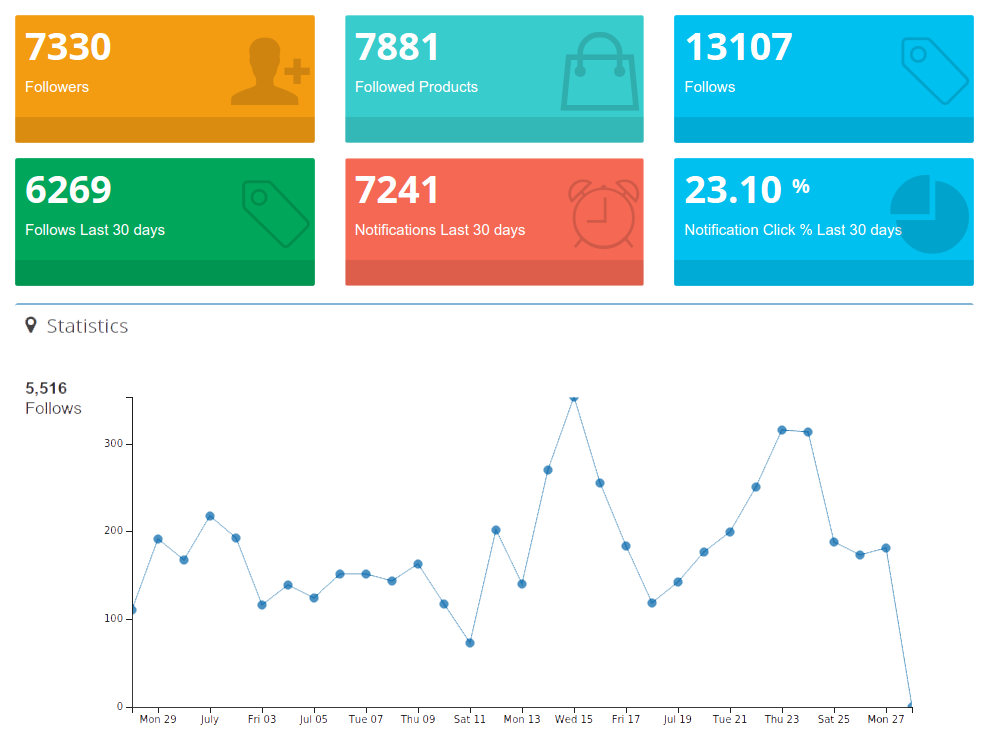 7330
Followers
7881
Followed Products
13107
Follows
6269
Follows Last 30 days
7241
Notifications Last 30 days
23.10 %
Notification Click % Last 30 days
Statistics
5,516
Follows
300
200
100
0
Mon 29 July Fri 03 Jul 05 Tue 07 Thu 09 Sat 11 Mon 13 Wed 15 Fri 17 Jul 19 Tue 21 Thu 23 Sat 25 Mon 27